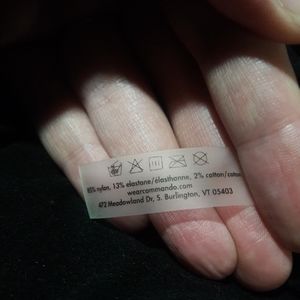 85% nylon, 13% elastane/élasthanne, 2% cotton/coton
wearcommando.com
472 Meadowland Dr, S. Burlington, VT 05403